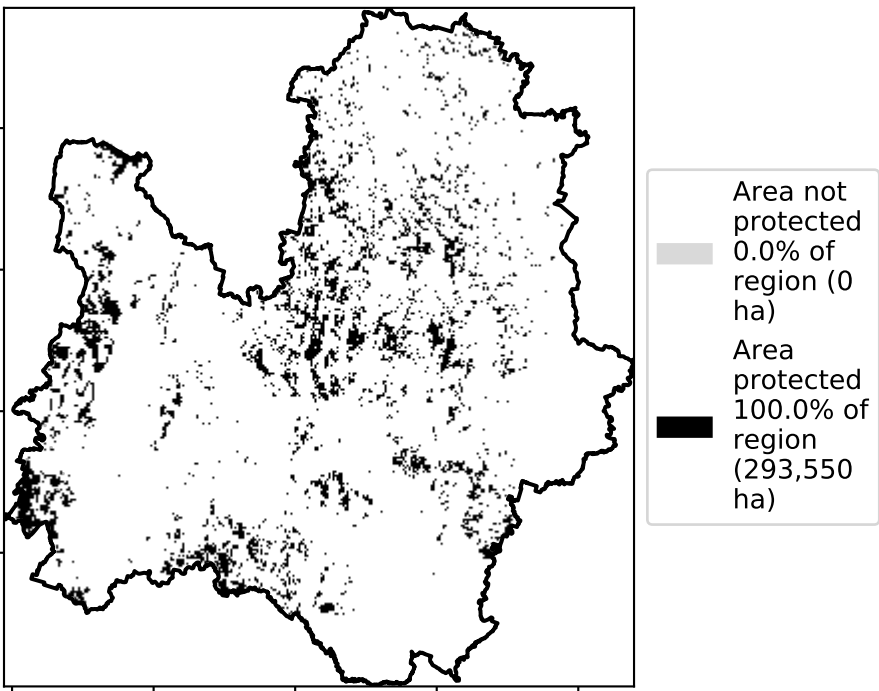 Area not
protected
0.0% of
region (0
ha)
Area
protected
100.0% of
region
(293,550
ha)